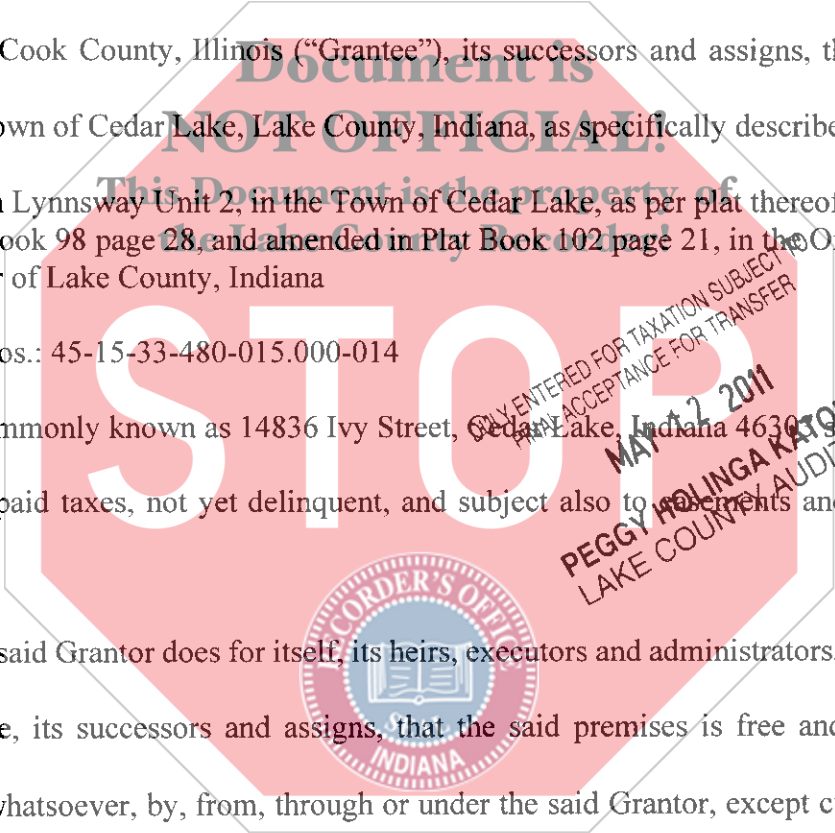 Cook County, Illinois (“Grantee”), its successors and assigns, th
Document is
NOT OFFICIAL!
own of Cedar Lake, Lake County, Indiana, as specifically describe
This Document is the property of
the Lake County Recorder!
n Lynnsway Unit 2, in the Town of Cedar Lake, as per plat thereof
ook 98 page 28, and amended in Plat Book 102 page 21, in the O
r of Lake County, Indiana
STOP
os.: 45-15-33-480-015.000-014
DULY ENTERED FOR TAXATION SUBJECT TO
FINAL ACCEPTANCE FOR TRANSFER
MAY 12 2011
PEGGY HOLINGA KATO
LAKE COUNTY AUDI
mmonly known as 14836 Ivy Street, Cedar Lake, Indiana 46303
paid taxes, not yet delinquent, and subject also to easements and
RECORDER'S OFFICE
INDIANA
said Grantor does for itself, its heirs, executors and administrators,
e, its successors and assigns, that the said premises is free and
whatsoever, by, from, through or under the said Grantor, except c